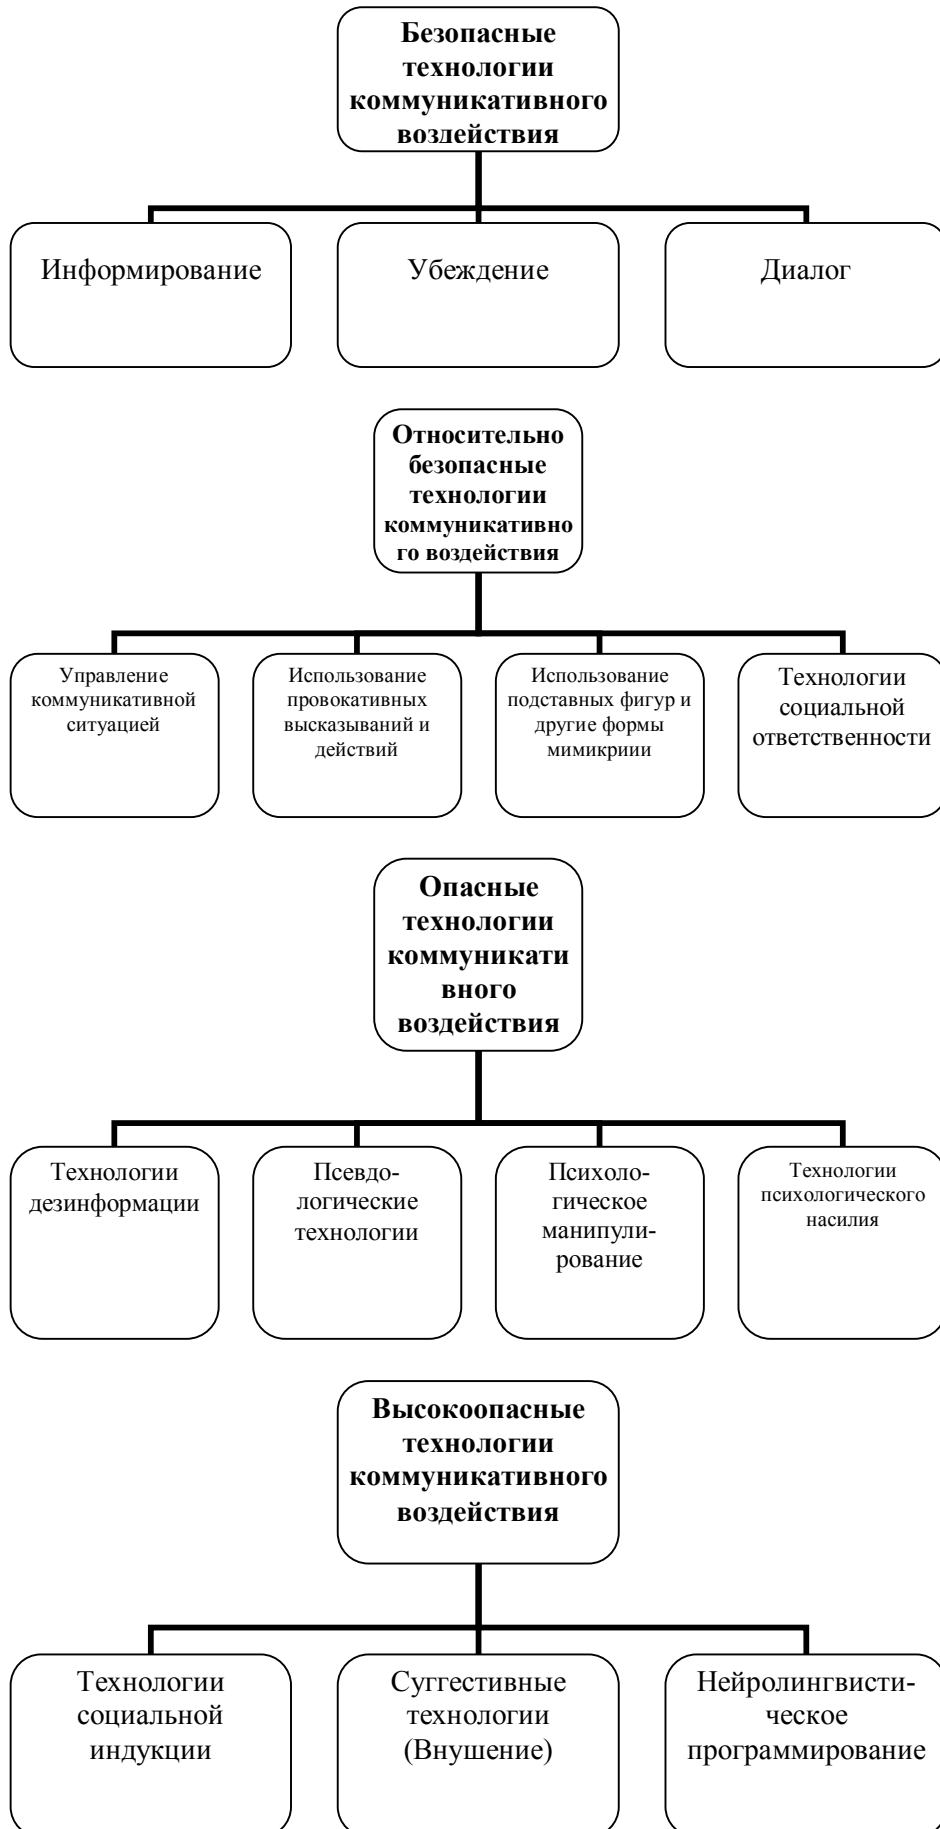 Безопасные
технологии
коммуникативного
воздействия
Информирование
Убеждение
Диалог
Относительно
безопасные
технологии
коммуникативно
го воздействия
Управление
коммуникативной
ситуацией
Использование
провокативных
высказываний и
действий
Использование
подставных фигур и
другие формы
мимикриии
Технологии
социальной
ответственности
Опасные
технологии
коммуникати
вного
воздействия
Технологии
дезинформации
Псевдо-
логические
технологии
Психоло-
гическое
манипули-
рование
Технологии
психологического
насилия
Высокоопасные
технологии
коммуникативного
воздействия
Технологии
социальной
индукции
Суггестивные
технологии
(Внушение)
Нейролингвисти-
ческое
программирование